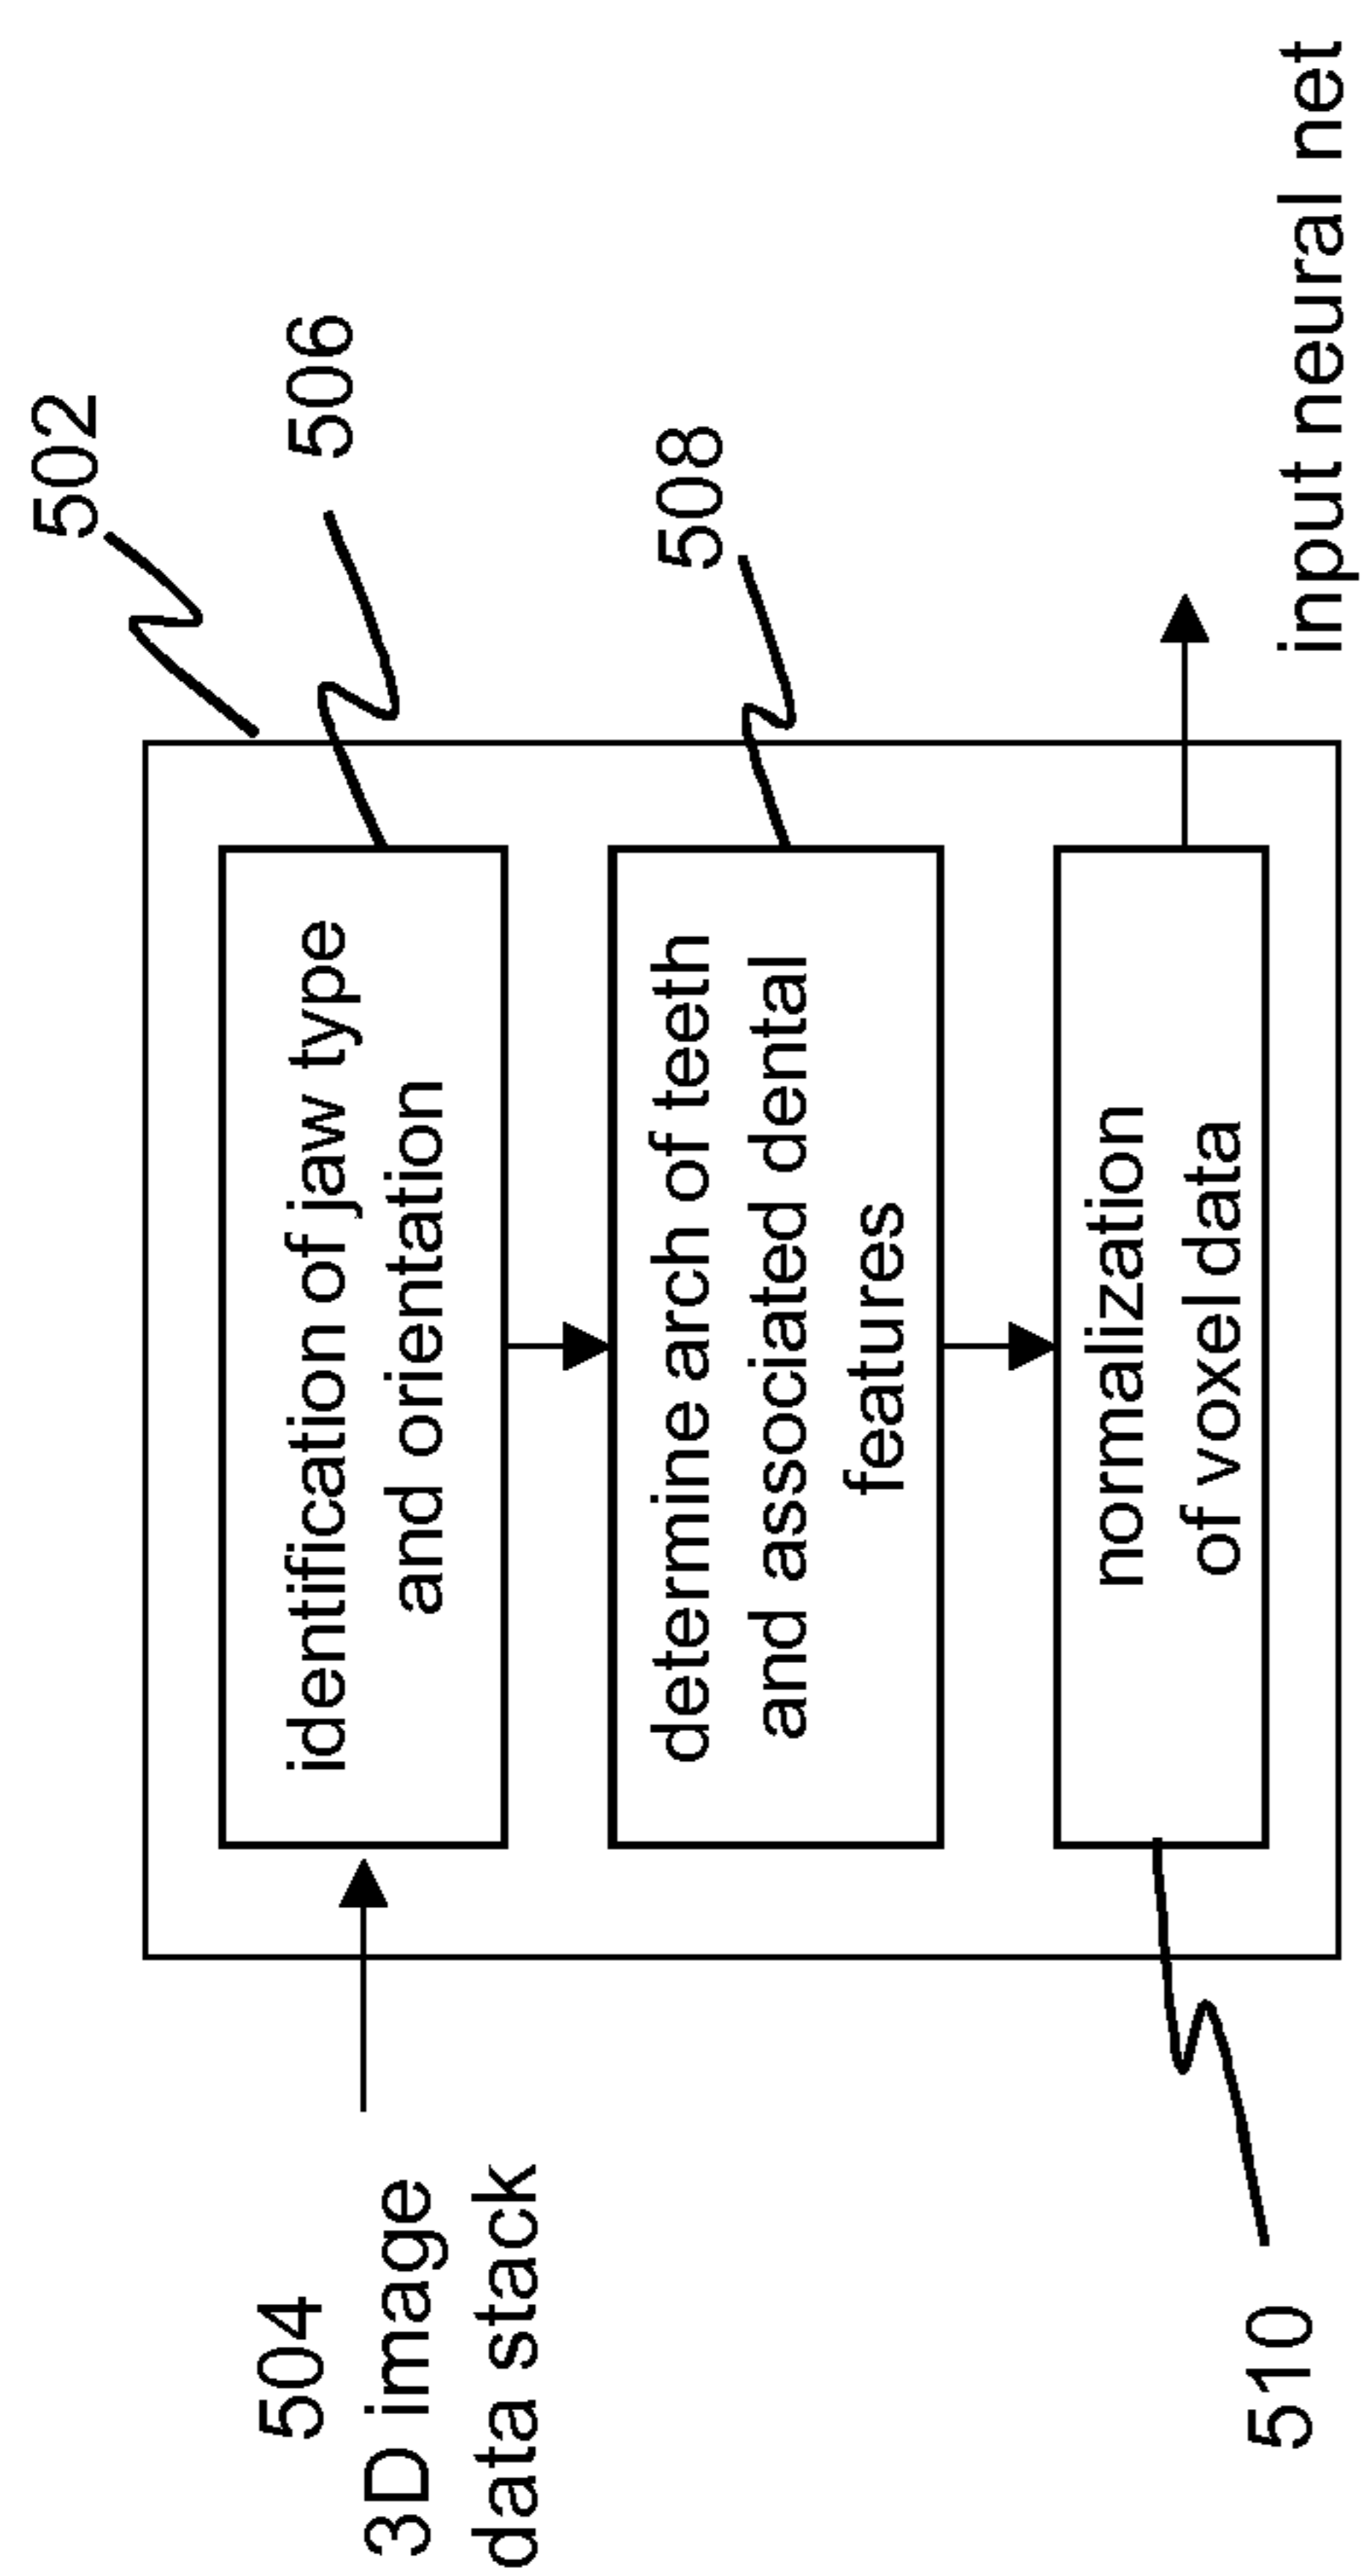 502
504
3D image
data stack
identification of jaw type
and orientation
506
determine arch of teeth
and associated dental
features
508
normalization
of voxel data
510
input neural net